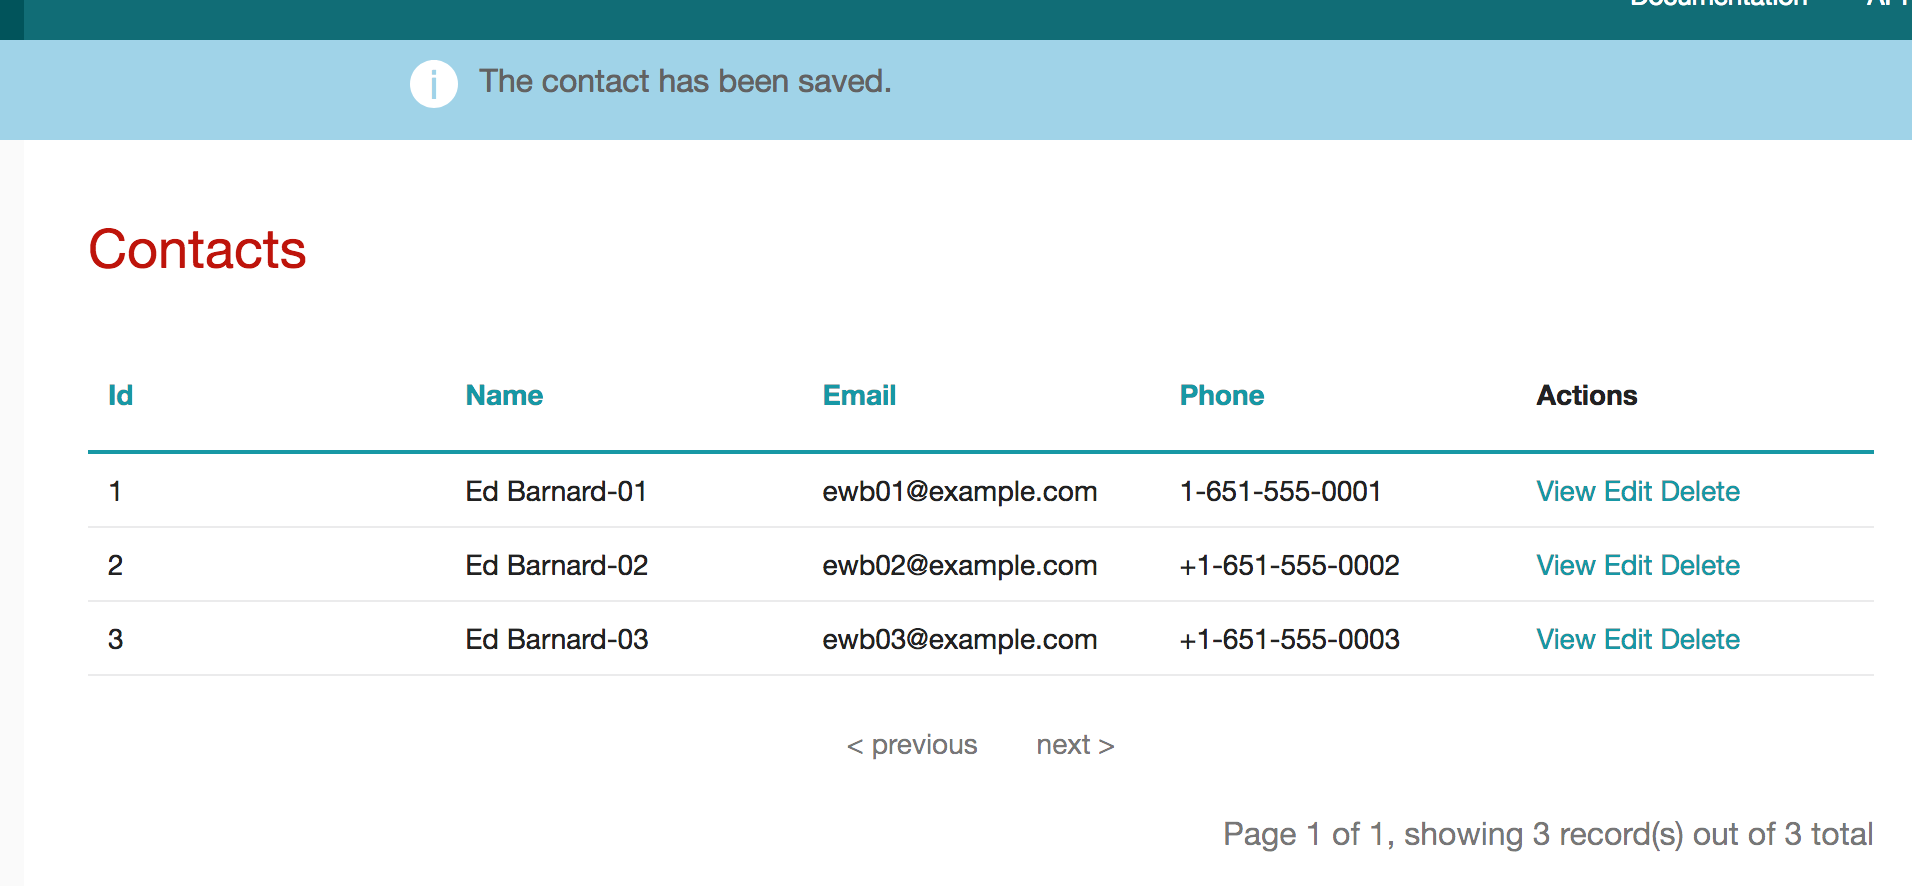 The contact has been saved.
Contacts
Id Name Email Phone Actions
1 Ed Barnard-01 ewb01@example.com 1-651-555-0001 View Edit Delete
2 Ed Barnard-02 ewb02@example.com +1-651-555-0002 View Edit Delete
3 Ed Barnard-03 ewb03@example.com +1-651-555-0003 View Edit Delete
< previous next >
Page 1 of 1, showing 3 record(s) out of 3 total